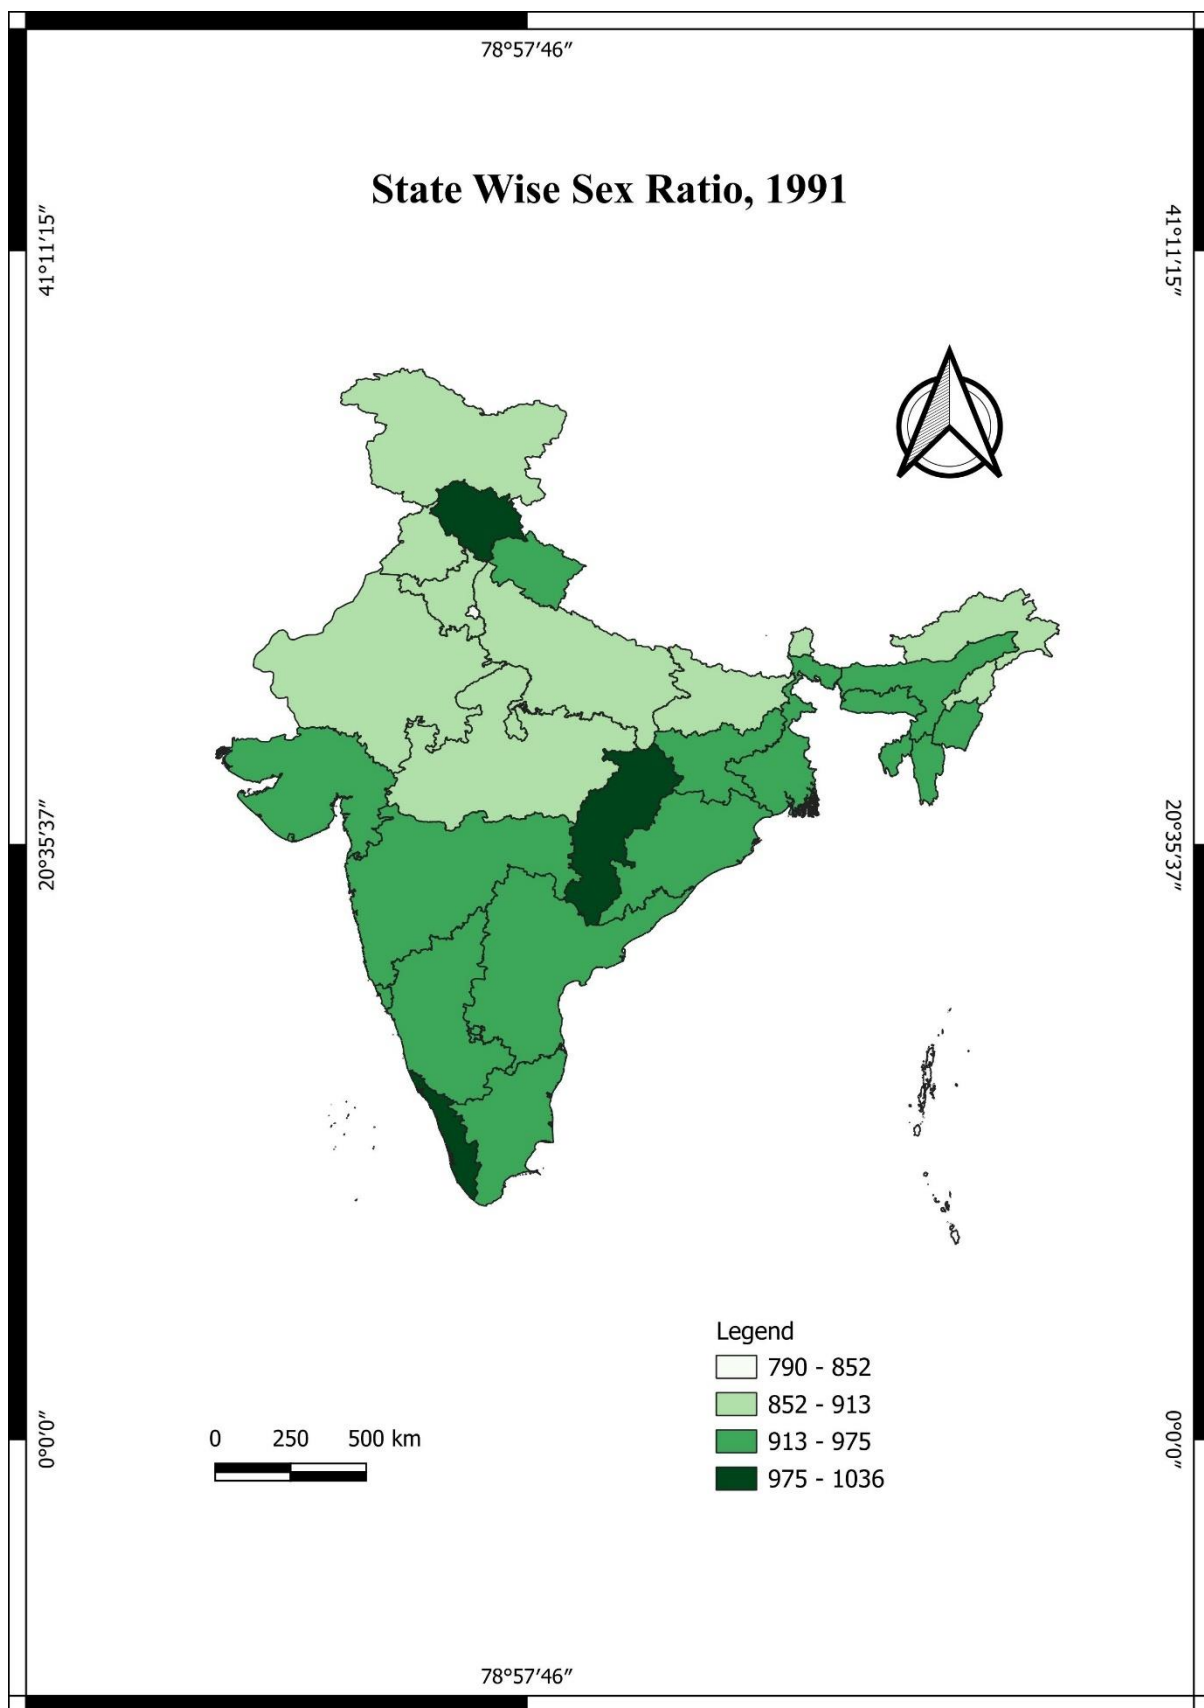 78°57′46″
State Wise Sex Ratio, 1991
41°11′15″
41°11′15″
20°35′37″
20°35′37″
Legend
790 - 852
852 - 913
913 - 975
975 - 1036
0 250 500 km
0°0′0″
0°0′0″
78°57′46″